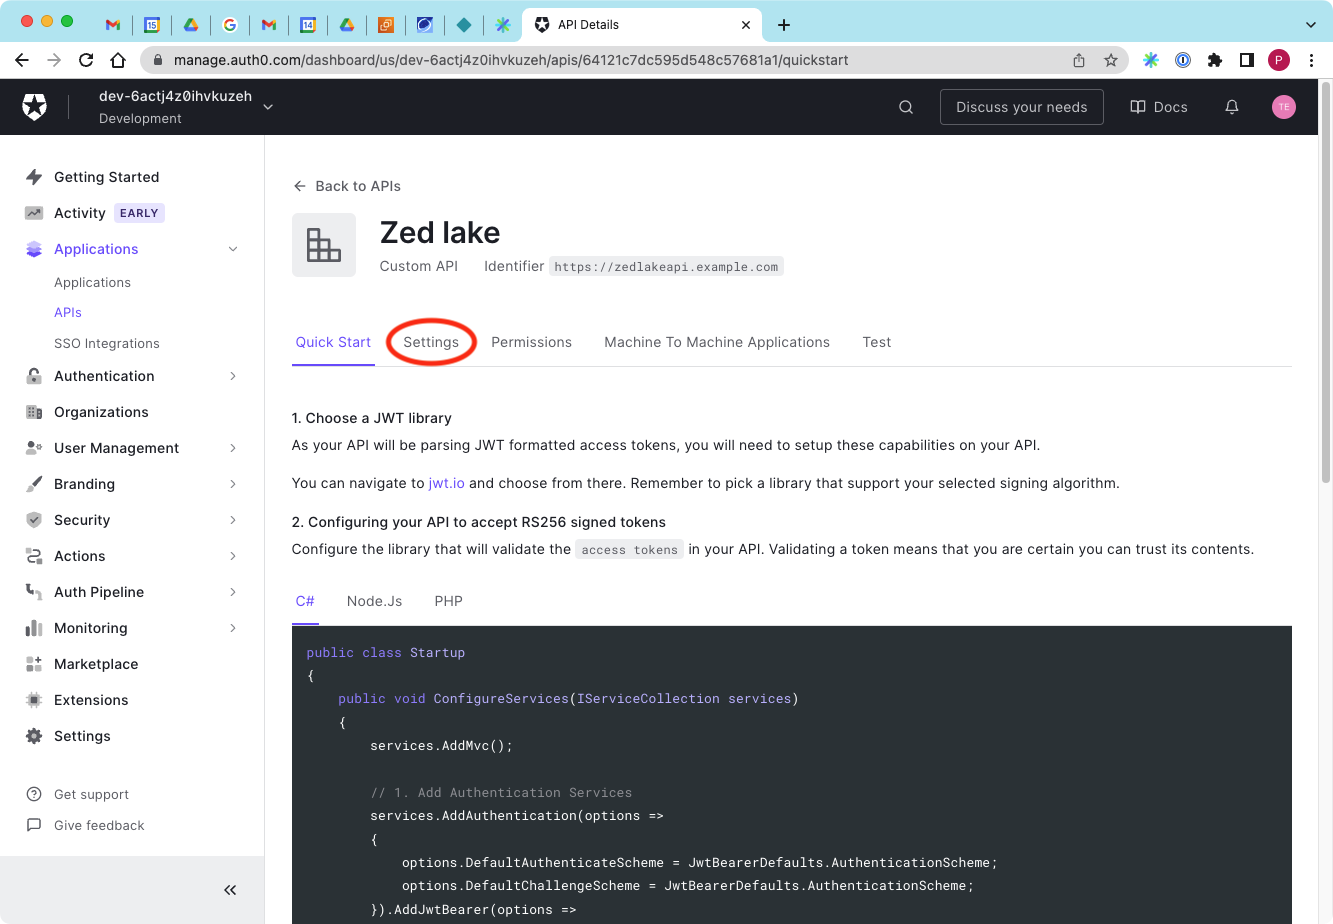 API Details
manage.auth0.com/dashboard/us/dev-6actj4z0ihvkuzeh/apis/64121c7dc595d548c57681a1/quickstart
P
dev-6actj4z0ihvkuzeh
Development
Discuss your needs
Docs
TE
Getting Started
Activity EARLY
Applications
Applications
APIs
SSO Integrations
Authentication
Organizations
User Management
Branding
Security
Actions
Auth Pipeline
Monitoring
Marketplace
Extensions
Settings
Get support
Give feedback
Back to APIs
Zed lake
Custom API Identifier https://zedlakeapi.example.com
Quick Start Settings Permissions Machine To Machine Applications Test
1. Choose a JWT library
As your API will be parsing JWT formatted access tokens, you will need to setup these capabilities on your API.
You can navigate to jwt.io and choose from there. Remember to pick a library that support your selected signing algorithm.
2. Configuring your API to accept RS256 signed tokens
Configure the library that will validate the access tokens in your API. Validating a token means that you are certain you can trust its contents.
C# Node.Js PHP
public class Startup
{
public void ConfigureServices(IServiceCollection services)
{
services.AddMvc();
// 1. Add Authentication Services
services.AddAuthentication(options =>
{
options.DefaultAuthenticateScheme = JwtBearerDefaults.AuthenticationScheme;
options.DefaultChallengeScheme = JwtBearerDefaults.AuthenticationScheme;
}).AddJwtBearer(options =>